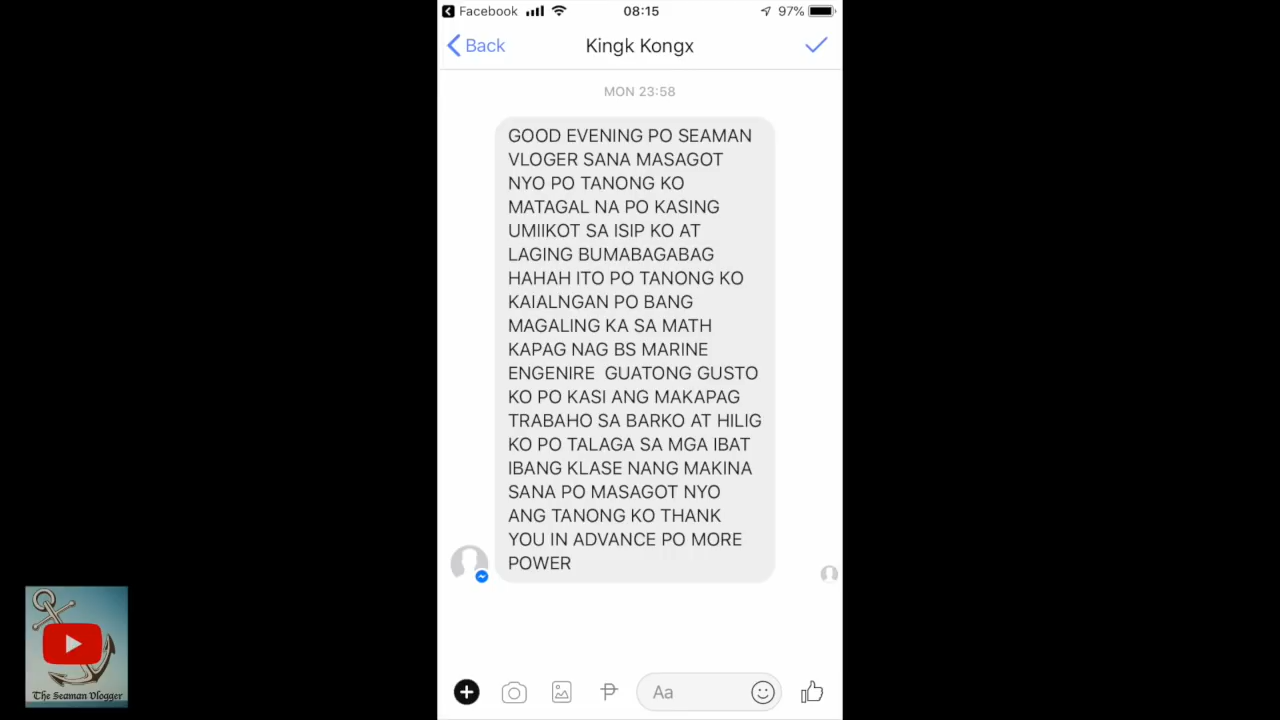 Facebook
08:15
97%
Back
Kingk Kongx
MON 23:58
GOOD EVENING PO SEAMAN
VLOGER SANA MASAGOT
NYO PO TANONG KO
MATAGAL NA PO KASING
UMIIKOT SA ISIP KO AT
LAGING BUMABAGABAG
HAHAH ITO PO TANONG KO
KAIALNGAN PO BANG
MAGALING KA SA MATH
KAPAG NAG BS MARINE
ENGENIRE  GUATONG GUSTO
KO PO KASI ANG MAKAPAG
TRABAHO SA BARKO AT HILIG
KO PO TALAGA SA MGA IBAT
IBANG KLASE NANG MAKINA
SANA PO MASAGOT NYO
ANG TANONG KO THANK
YOU IN ADVANCE PO MORE
POWER
The Seaman Vlogger
Aa